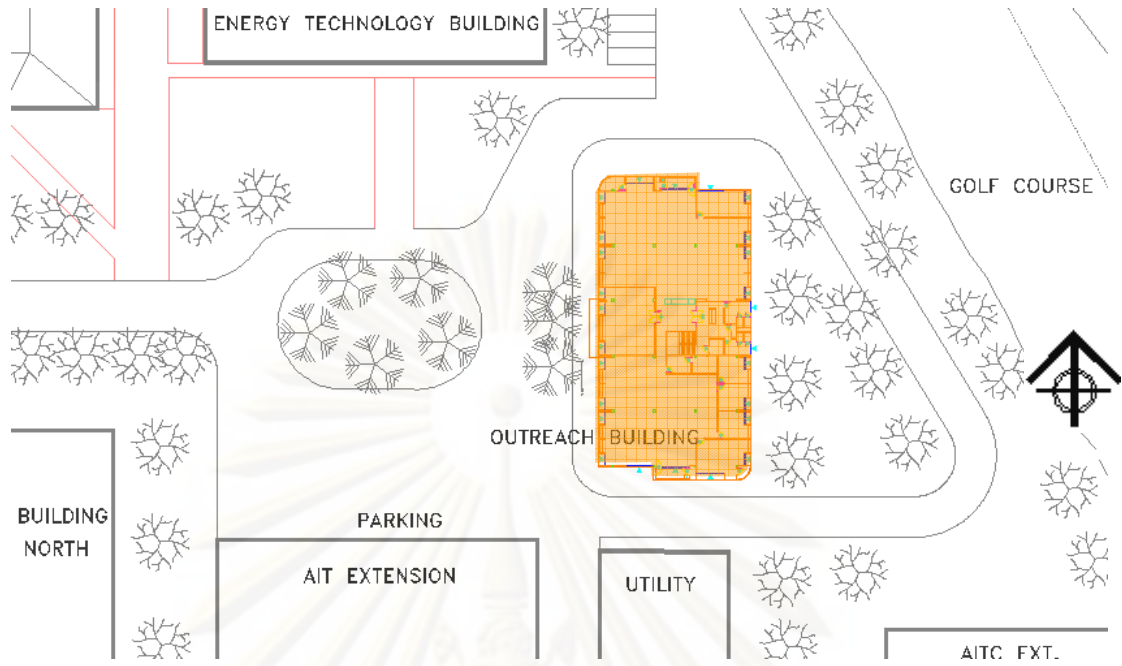 ENERGY TECHNOLOGY BUILDING
GOLF COURSE
OUTREACH BUILDING
BUILDING
NORTH
PARKING
AIT EXTENSION
UTILITY
AITC EXT.